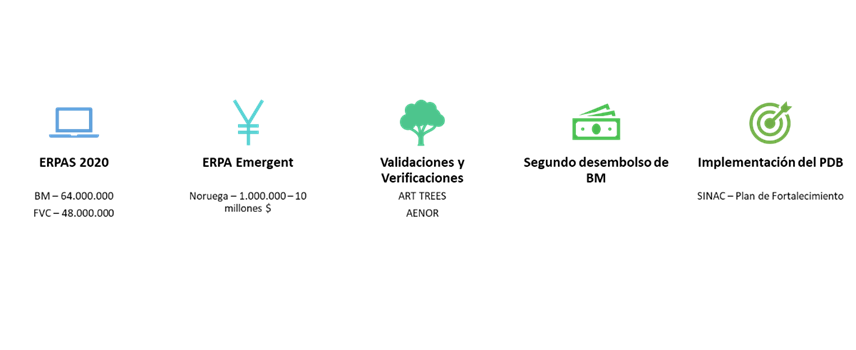 ERPAS 2020
BM – 64.000.000
FVC – 48.000.000
ERPA Emergent
Noruega – 1.000.000 – 10
millones $
Validaciones y
Verificaciones
ART TREES
AENOR
Segundo desembolso de
BM
Implementación del PDB
SINAC – Plan de Fortalecimiento